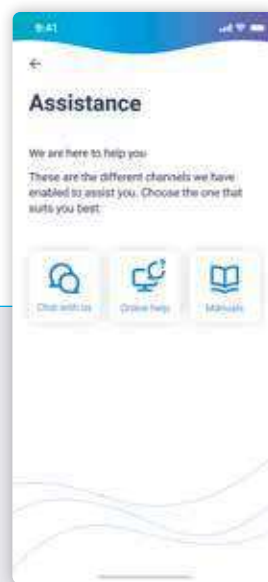 9:41
Assistance
We are here to help you
These are the different channels we have
enabled to assist you. Choose the one that
suits you best:
Chat with us
Online help
Manuals